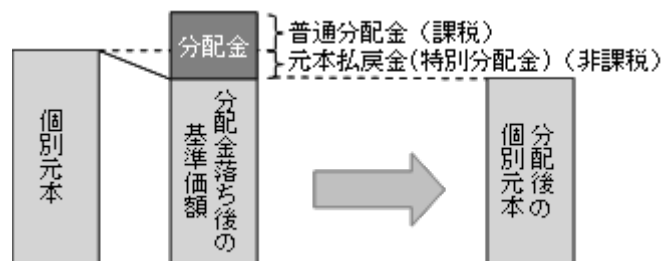 分配金
普通分配金（課税）
元本払戻金(特別分配金)（非課税）
個別元本
分配金落ち後の
基準価額
分配後の
個別元本